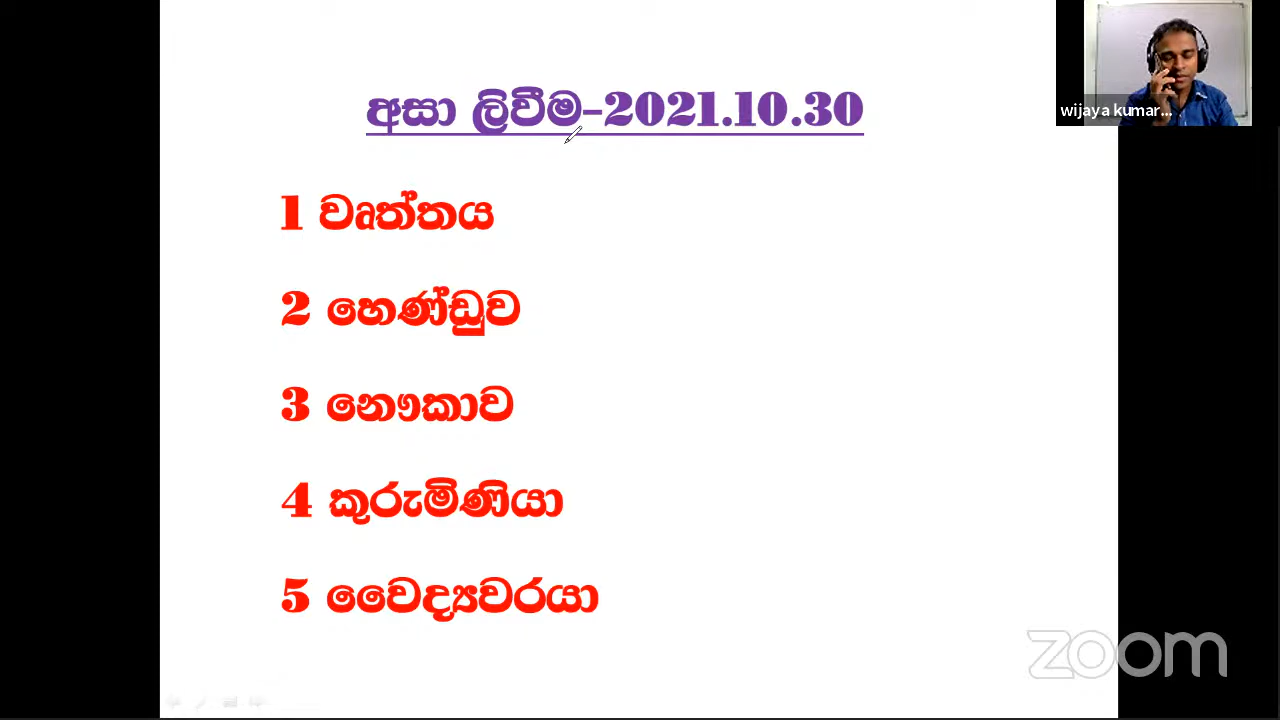 අසා ලිවීම-2021.10.30
wijaya kumar...
1 වෘත්තය
2 හෙණ්ඩුව
3 නෞකාව
4 කුරුමිණියා
5 වෛද්‍යවරයා
zoom